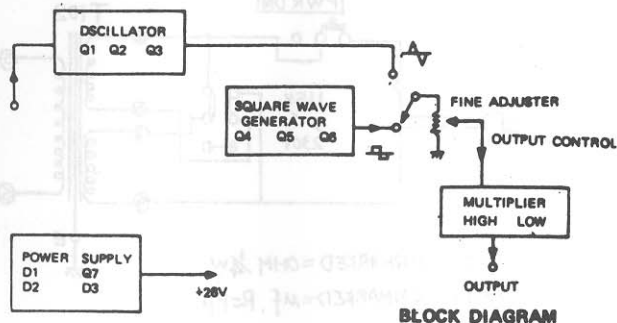 OSCILLATOR
Q1 Q2 Q3
SQUARE WAVE
GENERATOR
Q4 Q5 Q6
FINE ADJUSTER
OUTPUT CONTROL
MULTIPLIER
HIGH LOW
OUTPUT
POWER SUPPLY
D1 Q7
D2 D3
+26V
BLOCK DIAGRAM